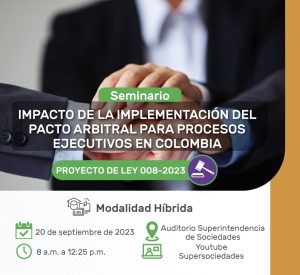 Seminario
IMPACTO DE LA IMPLEMENTACIÓN DEL
PACTO ARBITRAL PARA PROCESOS
EJECUTIVOS EN COLOMBIA
PROYECTO DE LEY 008-2023
Modalidad Híbrida
20 de septiembre de 2023
8 a.m. a 12:25 p.m.
Auditorio Superintendencia
de Sociedades
Youtube
Supersociedades